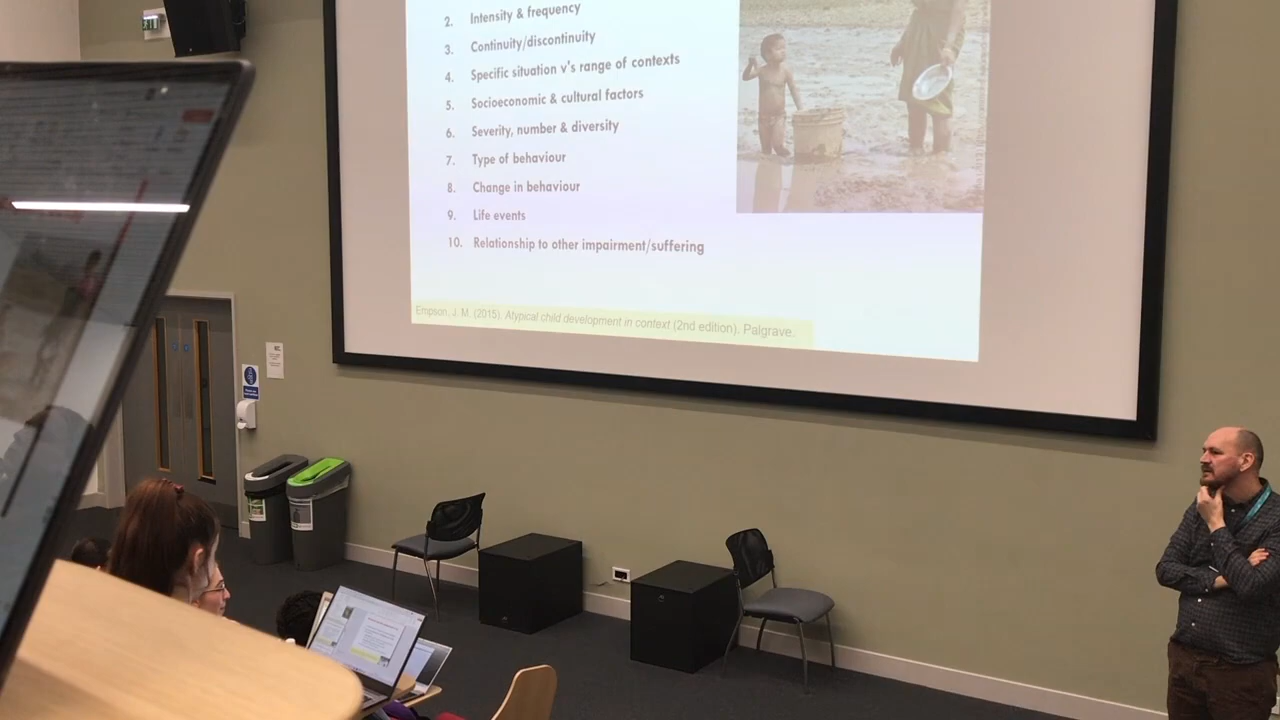 2. Intensity & frequency
3. Continuity/discontinuity
4. Specific situation v's range of contexts
5. Socioeconomic & cultural factors
6. Severity, number & diversity
7. Type of behaviour
8. Change in behaviour
9. Life events
10. Relationship to other impairment/suffering
Empson, J. M. (2015). Atypical child development in context (2nd edition). Palgrave.